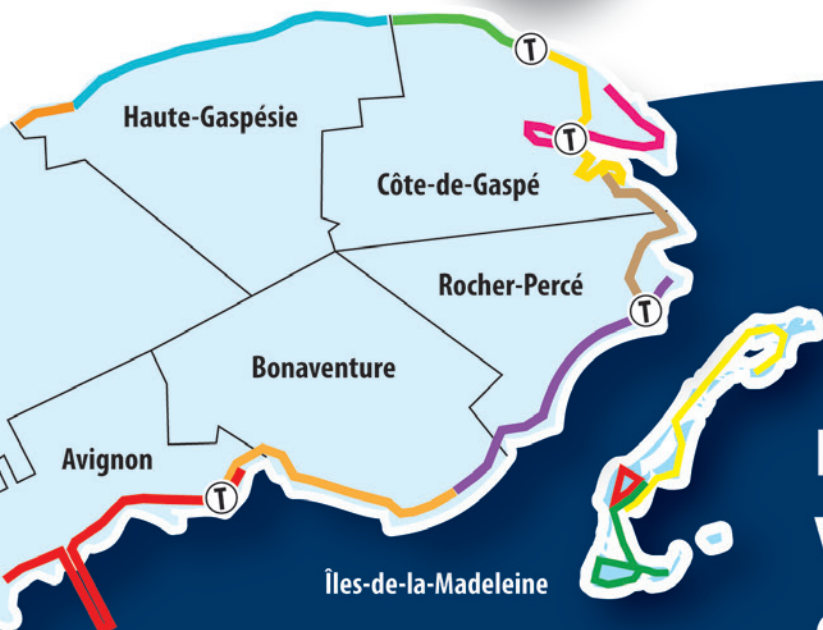 T
Haute-Gaspésie
T
Côte-de-Gaspé
Rocher-Percé
T
Bonaventure
Avignon
T
Îles-de-la-Madeleine